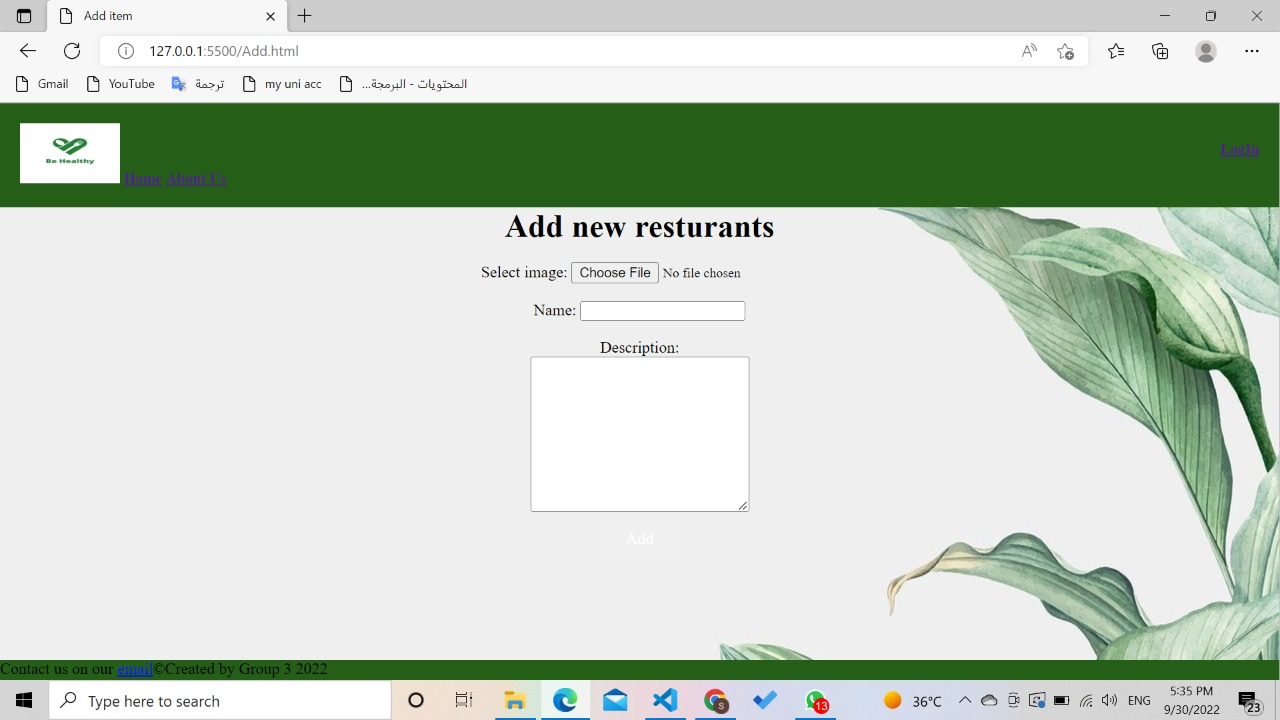 Add item
127.0.0.1:5500/Add.html
Gmail YouTube ترجمة my uni acc المحتويات - البرمجة...
Be Healthy
Home About Us
LogIn
Add new resturants
Select image: Choose File No file chosen
Name:
Description:
Add
Contact us on our email©Created by Group 3 2022
Type here to search
S
13
36°C
ENG
5:35 PM
9/30/2022
23